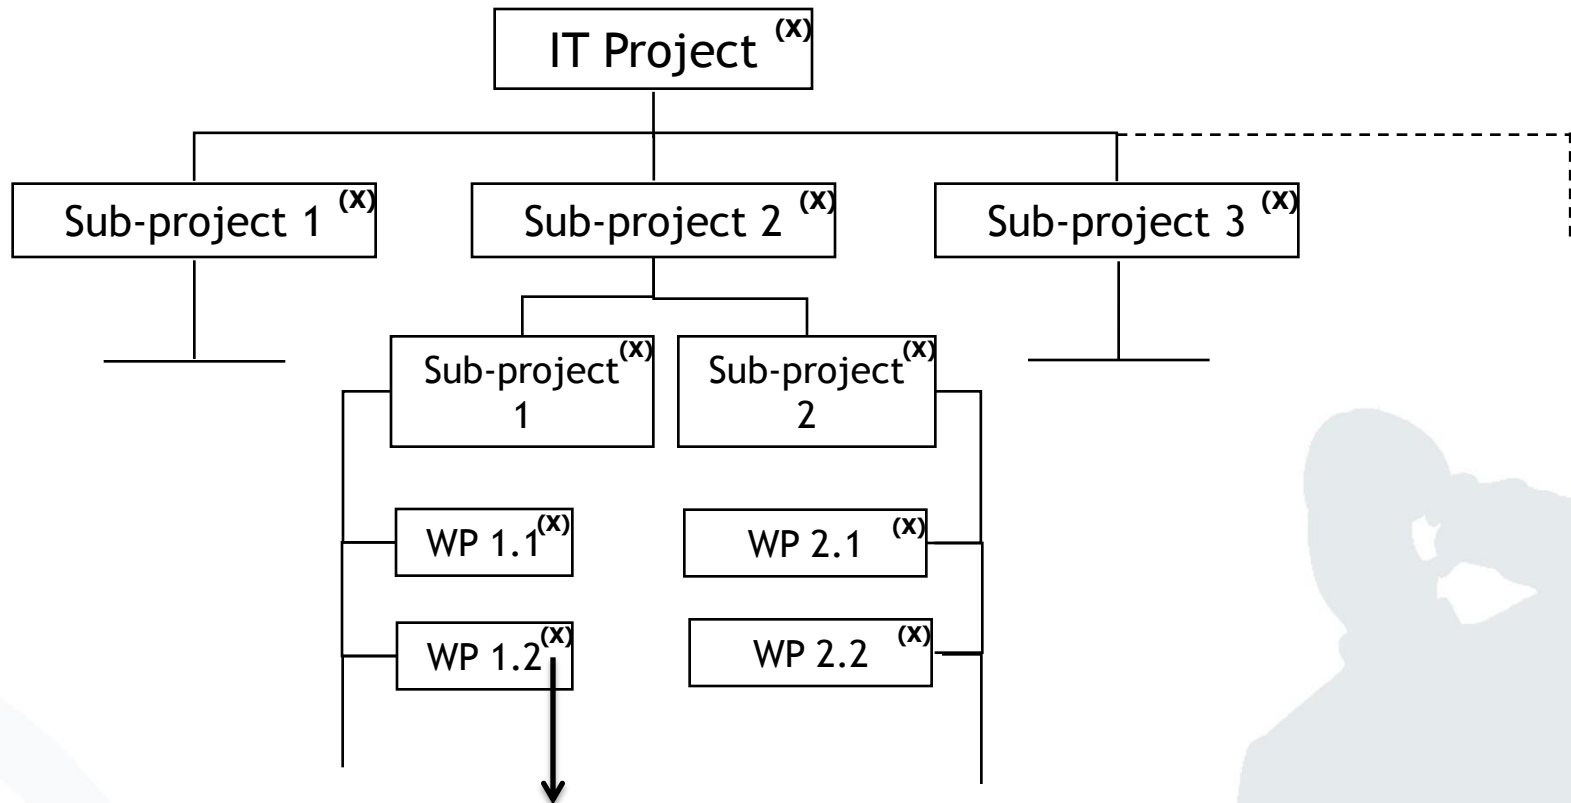 IT Project (X)
Sub-project 1 (X)
Sub-project 2 (X)
Sub-project 3 (X)
Sub-project (X)
1
Sub-project (X)
2
WP 1.1 (X)
WP 2.1 (X)
WP 1.2 (X)
WP 2.2 (X)